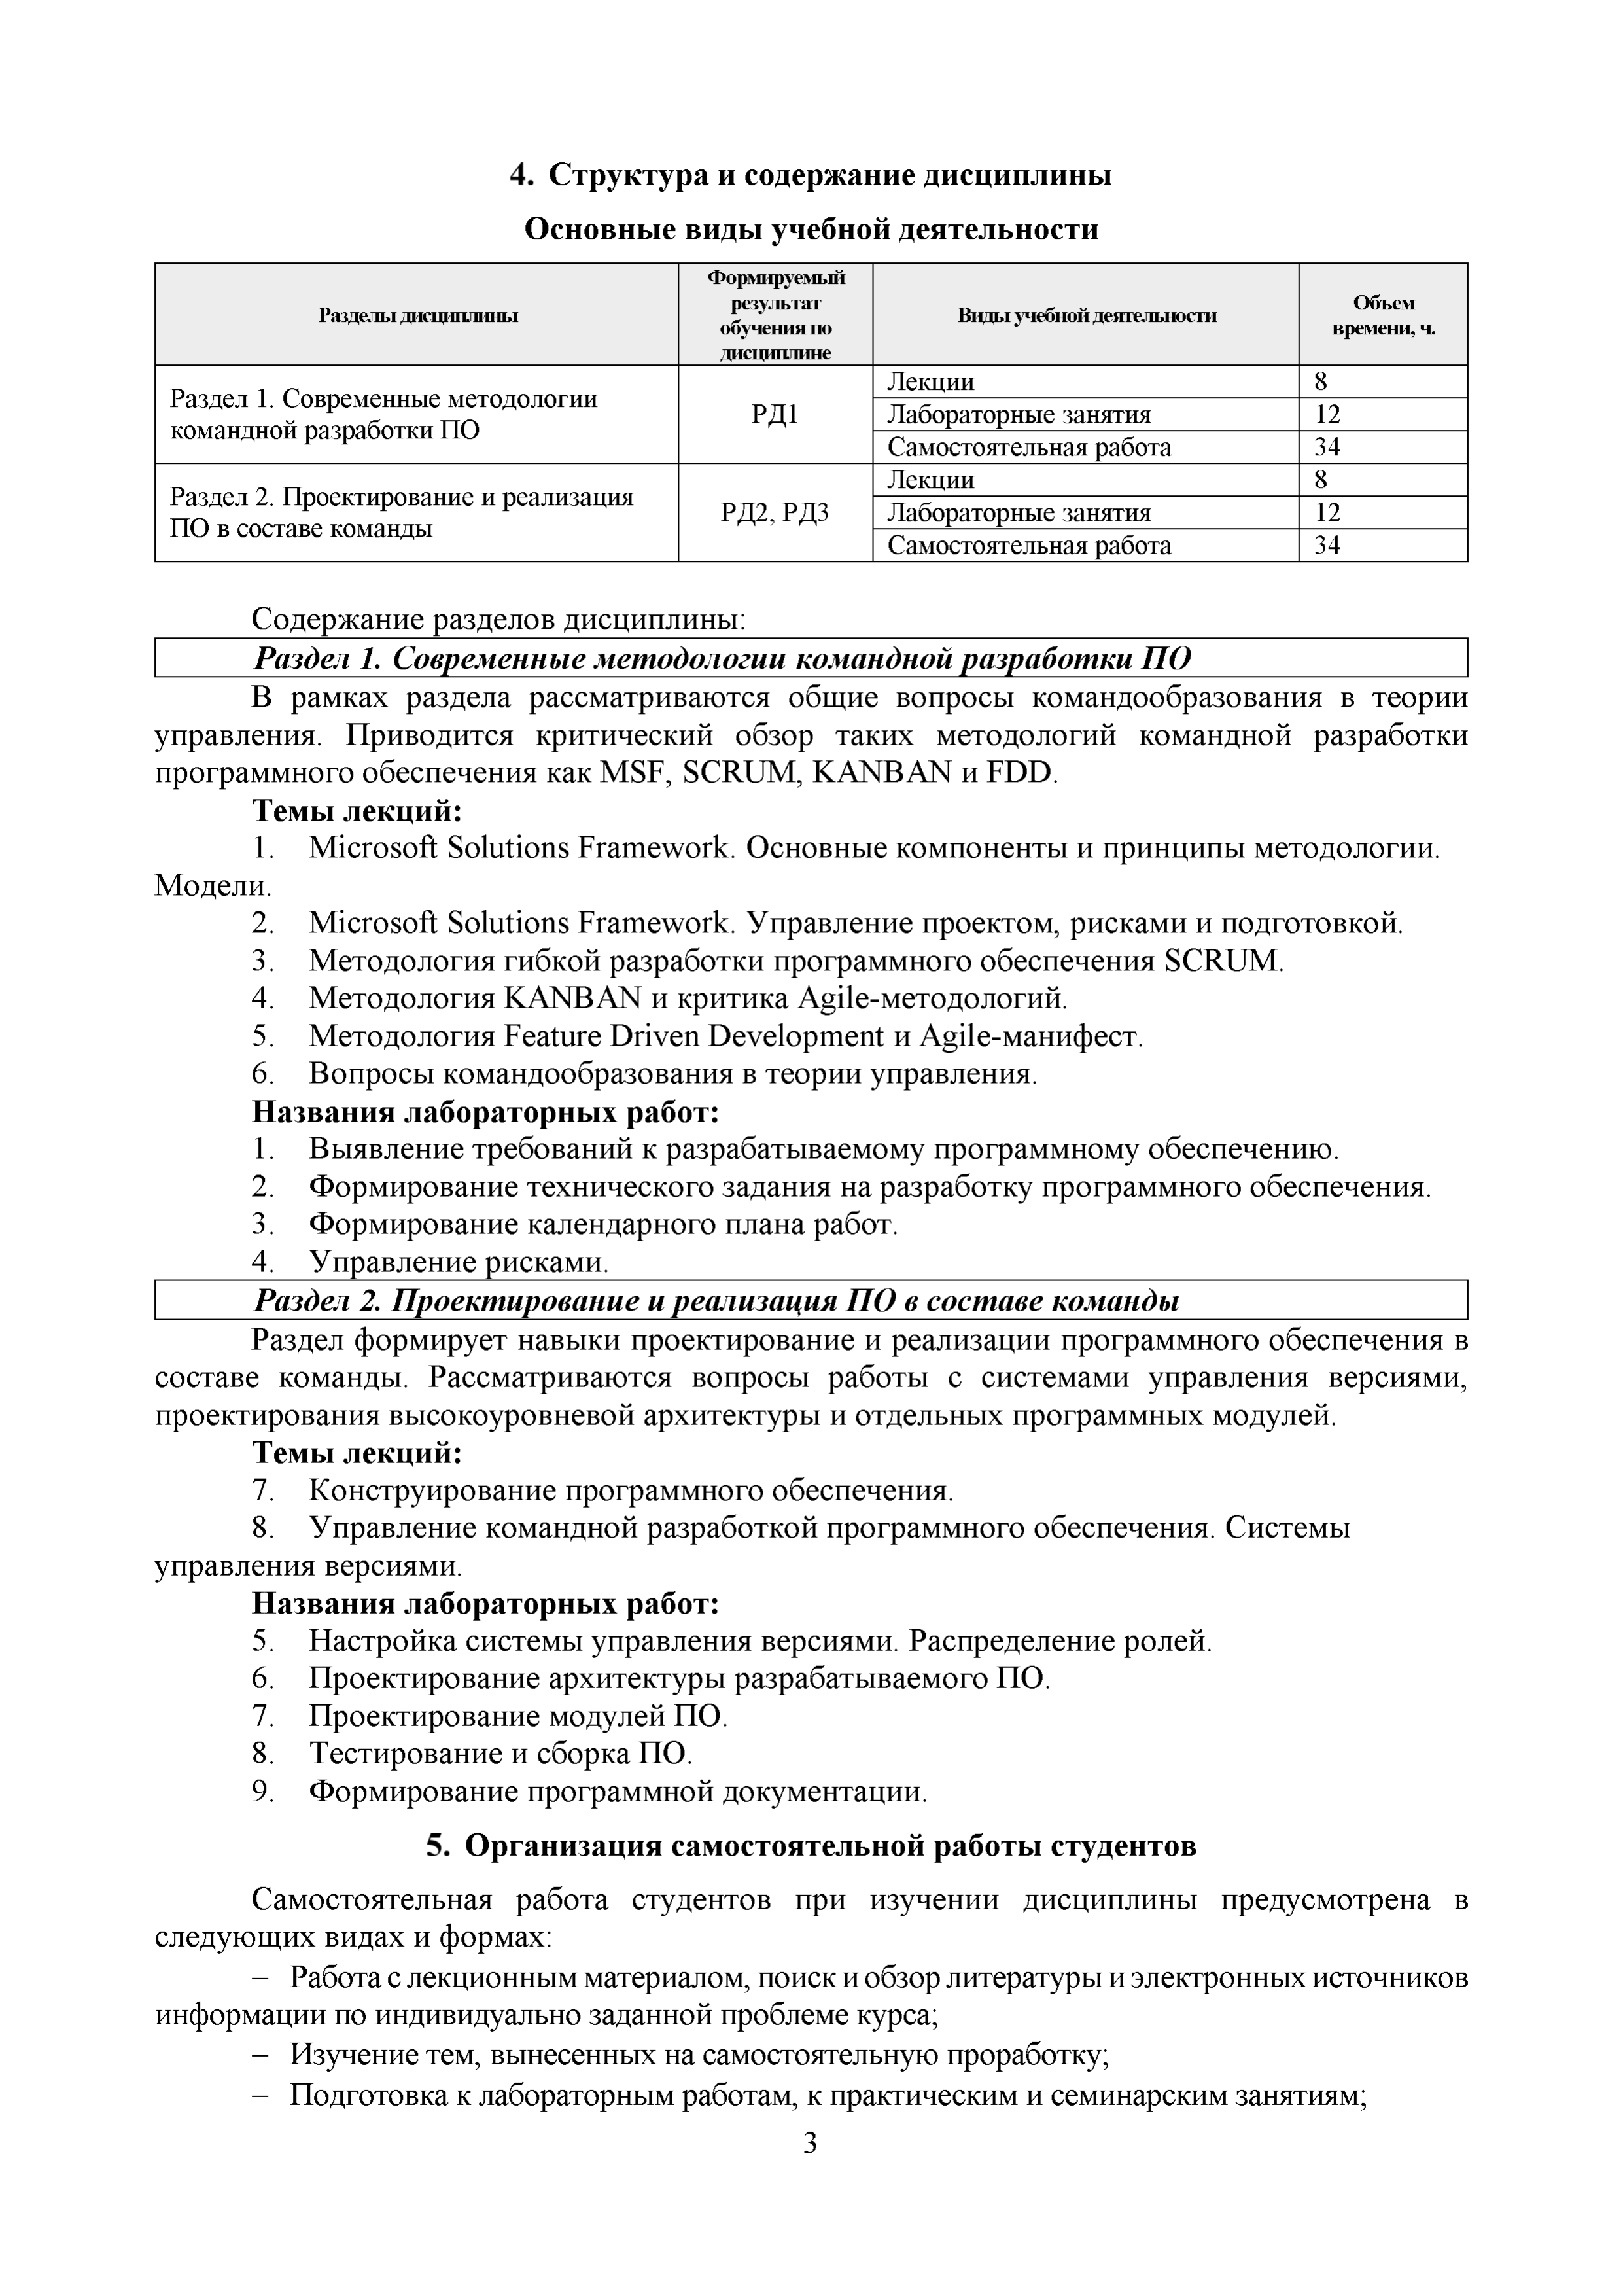 4. Структура и содержание дисциплины
Основные виды учебной деятельности
Разделы дисциплины
Формируемый
результат
обучения по
дисциплине
Виды учебной деятельности
Объем
времени, ч.
Раздел 1. Современные методологии
командной разработки ПО
РД1
Лекции
8
Лабораторные занятия
12
Самостоятельная работа
34
Раздел 2. Проектирование и реализация
ПО в составе команды
РД2, РД3
Лекции
8
Лабораторные занятия
12
Самостоятельная работа
34
Содержание разделов дисциплины:
Раздел 1. Современные методологии командной разработки ПО
В рамках раздела рассматриваются общие вопросы командообразования в теории
управления. Приводится критический обзор таких методологий командной разработки
программного обеспечения как MSF, SCRUM, KANBAN и FDD.
Темы лекций:
1. Microsoft Solutions Framework. Основные компоненты и принципы методологии.
Модели.
2. Microsoft Solutions Framework. Управление проектом, рисками и подготовкой.
3. Методология гибкой разработки программного обеспечения SCRUM.
4. Методология KANBAN и критика Agile-методологий.
5. Методология Feature Driven Development и Agile-манифест.
6. Вопросы командообразования в теории управления.
Названия лабораторных работ:
1. Выявление требований к разрабатываемому программному обеспечению.
2. Формирование технического задания на разработку программного обеспечения.
3. Формирование календарного плана работ.
4. Управление рисками.
Раздел 2. Проектирование и реализация ПО в составе команды
Раздел формирует навыки проектирование и реализации программного обеспечения в
составе команды. Рассматриваются вопросы работы с системами управления версиями,
проектирования высокоуровневой архитектуры и отдельных программных модулей.
Темы лекций:
7. Конструирование программного обеспечения.
8. Управление командной разработкой программного обеспечения. Системы
управления версиями.
Названия лабораторных работ:
5. Настройка системы управления версиями. Распределение ролей.
6. Проектирование архитектуры разрабатываемого ПО.
7. Проектирование модулей ПО.
8. Тестирование и сборка ПО.
9. Формирование программной документации.
5. Организация самостоятельной работы студентов
Самостоятельная работа студентов при изучении дисциплины предусмотрена в
следующих видах и формах:
– Работа с лекционным материалом, поиск и обзор литературы и электронных источников
информации по индивидуально заданной проблеме курса;
– Изучение тем, вынесенных на самостоятельную проработку;
– Подготовка к лабораторным работам, к практическим и семинарским занятиям;
3